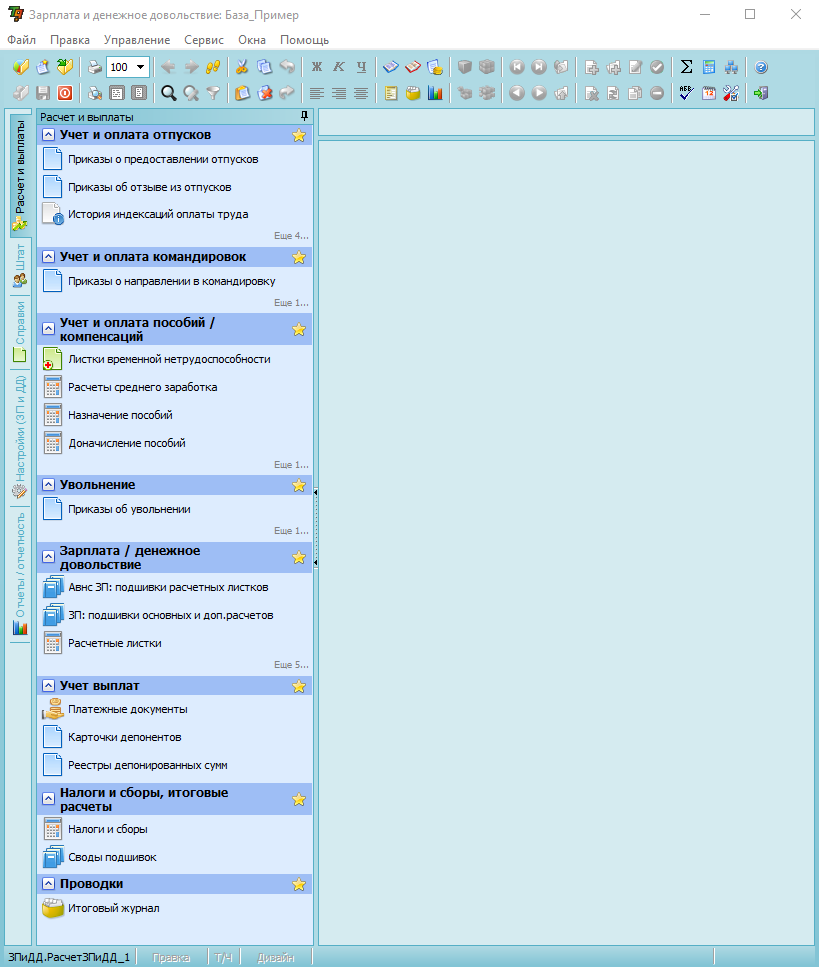 Зарплата и денежное довольствие: База_Пример
Файл Правка Управление Сервис Окна Помощь
100
Ж К Ч
Расчет и выплаты
Расчет и выплаты
Штат
Справки
Настройки (ЗП и ДД)
Отчеты / отчетность
Учет и оплата отпусков
Приказы о предоставлении отпусков
Приказы об отзыве из отпусков
История индексаций оплаты труда
Еще 4...
Учет и оплата командировок
Приказы о направлении в командировку
Еще 1...
Учет и оплата пособий /
компенсаций
Листки временной нетрудоспособности
Расчеты среднего заработка
Назначение пособий
Доначисление пособий
Еще 1...
Увольнение
Приказы об увольнении
Еще 1...
Зарплата / денежное
довольствие
Авнс ЗП: подшивки расчетных листков
ЗП: подшивки основных и доп.расчетов
Расчетные листки
Еще 5...
Учет выплат
Платежные документы
Карточки депонентов
Реестры депонированных сумм
Налоги и сборы, итоговые
расчеты
Налоги и сборы
Своды подшивок
Проводки
Итоговый журнал
ЗПиДД.РасчетЗПиДД_1 Правка Т/Ч Дизайн